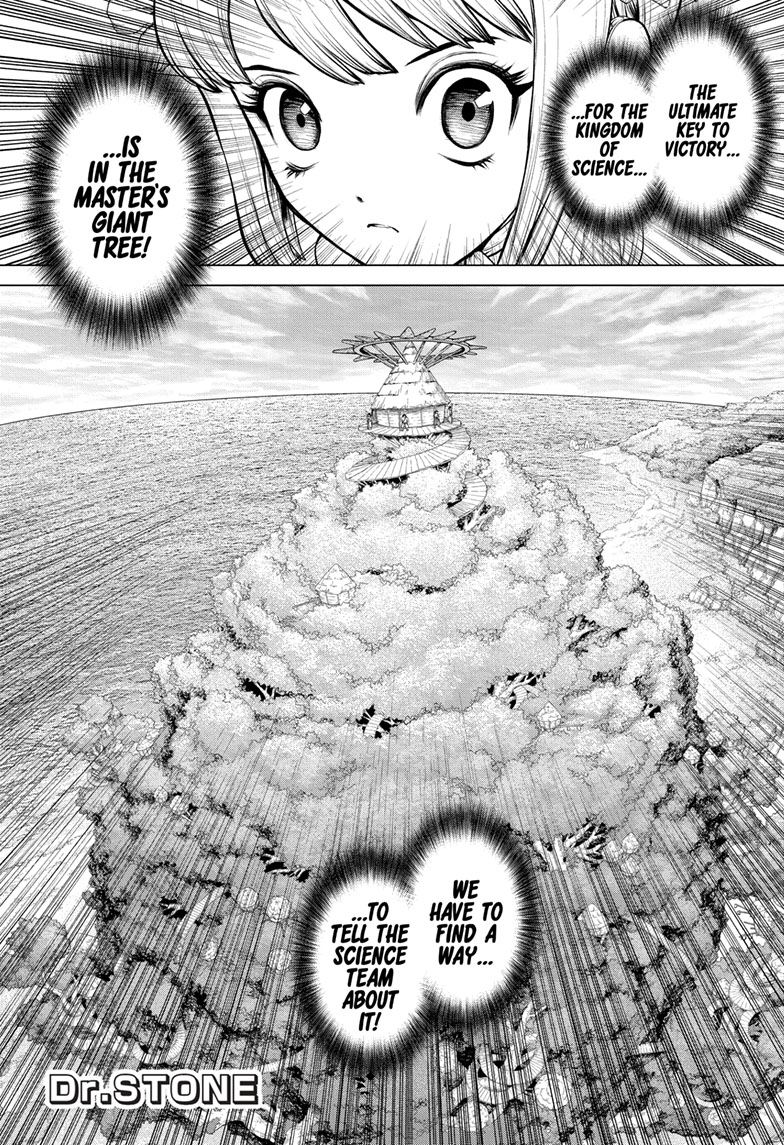 THE
ULTIMATE
KEY TO
VICTORY...
...FOR THE
KINGDOM
OF
SCIENCE...
...IS
IN THE
MASTER'S
GIANT
TREE!
WE
HAVE TO
FIND A
WAY...
...TO
TELL THE
SCIENCE
TEAM
ABOUT
IT!
Dr.STONE